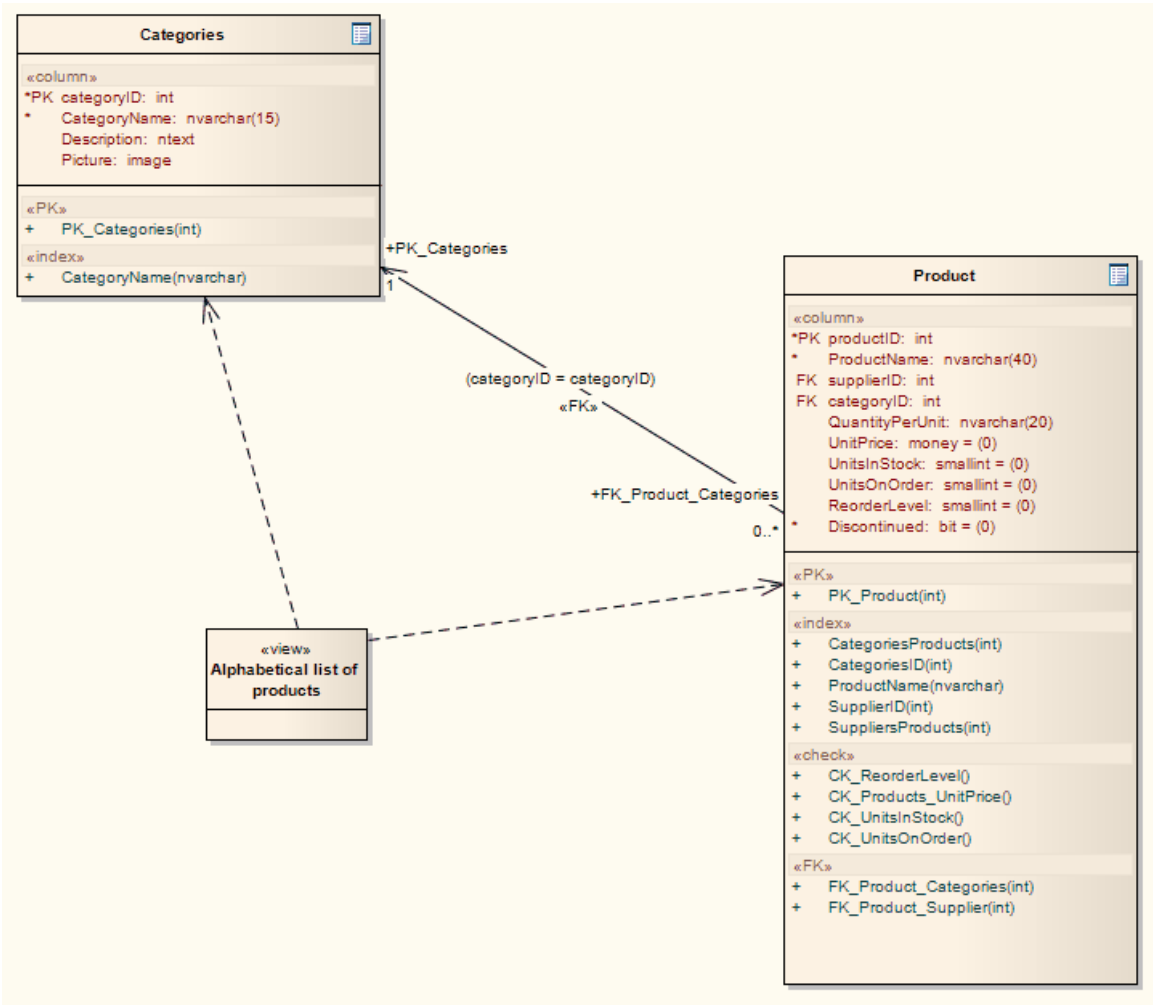 Categories
«column»
*PK categoryID: int
* CategoryName: nvarchar(15)
Description: ntext
Picture: image
«PK»
+ PK_Categories(int)
«index»
+ CategoryName(nvarchar)
+PK_Categories
1
(categoryID = categoryID)
«FK»
+FK_Product_Categories
0..*
Product
«column»
*PK productID: int
* ProductName: nvarchar(40)
FK supplierID: int
FK categoryID: int
QuantityPerUnit: nvarchar(20)
UnitPrice: money = (0)
UnitsInStock: smallint = (0)
UnitsOnOrder: smallint = (0)
ReorderLevel: smallint = (0)
* Discontinued: bit = (0)
«PK»
+ PK_Product(int)
«index»
+ CategoriesProducts(int)
+ CategoriesID(int)
+ ProductName(nvarchar)
+ SupplierID(int)
+ SuppliersProducts(int)
«check»
+ CK_ReorderLevel()
+ CK_Products_UnitPrice()
+ CK_UnitsInStock()
+ CK_UnitsOnOrder()
«FK»
+ FK_Product_Categories(int)
+ FK_Product_Supplier(int)
«view»
Alphabetical list of
products